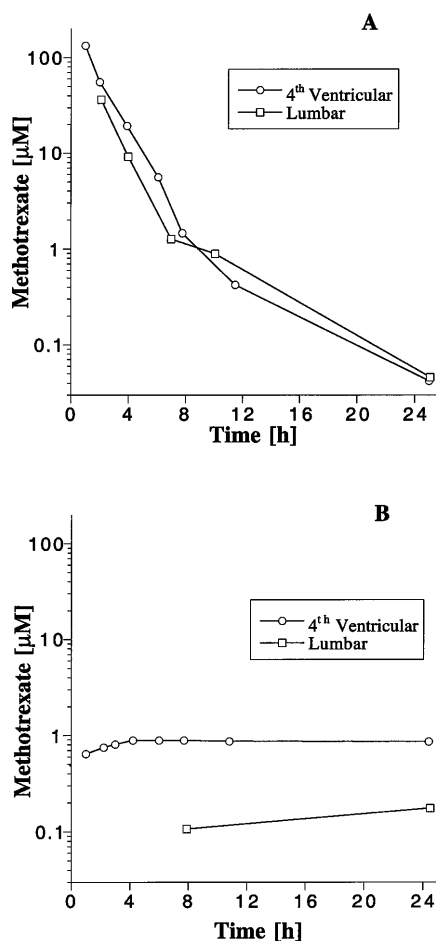 A
100
10
1
0.1
Methotrexate [µM]
4th Ventricular
Lumbar
0 4 8 12 16 20 24
Time [h]
B
100
10
1
0.1
Methotrexate [µM]
4th Ventricular
Lumbar
0 4 8 12 16 20 24
Time [h]